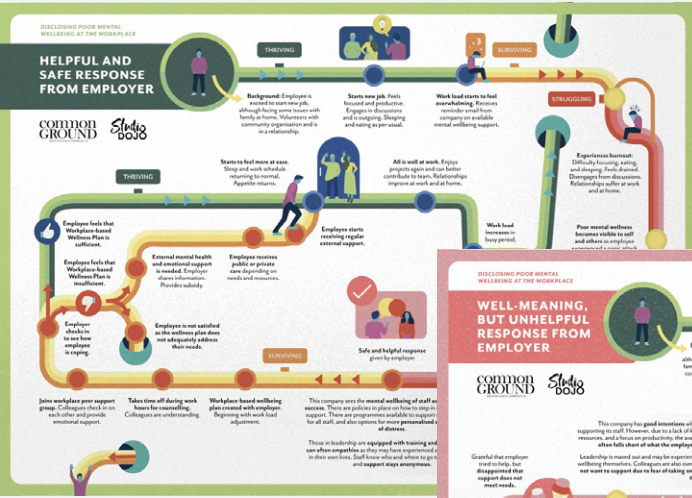 DISCLOSING POOR MENTAL
WELLBEING AT THE WORKPLACE
HELPFUL AND
SAFE RESPONSE
FROM EMPLOYER
common
GROUND
Studio
DOJO
THRIVING
Background: Employee is
excited to start new job,
although facing some issues with
family at home. Volunteers with
community organisation and is
in a relationship.
Starts new job. Feels
focused and productive.
Engages in discussions
and is outgoing. Sleeping
and eating as per usual.
SURVIVING
Work load starts to feel
overwhelming. Receives
reminder email from
company on available
mental wellbeing support.
STRUGGLING
Experiences burnout:
Difficulty focusing, eating,
and sleeping. Feels drained.
Disengages from discussions.
Relationships suffer at work
and at home.
Poor mental wellness
becomes visible to self
and others as employee
experienced a panic attack
THRIVING
Starts to feel more at ease.
Sleep and work schedule
returning to normal.
Appetite returns.
All is well at work. Enjoys
projects again and can better
contribute to team. Relationships
improve at work and at home.
Work load
increases in
busy period.
Employee starts
receiving regular
external support.
Employee feels that
Workplace-based
Wellness Plan is
sufficient.
Employee feels that
Workplace-based
Wellness Plan is
insufficient.
External mental health
and emotional support
is needed. Employer
shares information.
Provides subsidy.
Employee receives
public or private
care depending on
needs and resources.
Employer
checks in
to see how
employee
is coping.
Employee is not satisfied
as the wellness plan does
not adequately address
their needs.
SURVIVING
Safe and helpful response
given by employer
Joins workplace peer support
group. Colleagues check in on
each other and provide
emotional support.
Takes time off during work
hours for counselling.
Colleagues are understanding.
Workplace-based wellbeing
plan created with employer.
Beginning with work load
adjustment.
This company sees the mental wellbeing of staff as
success. There are policies in place on how to step in
support. There are programmes available to support
for all staff, and also options for more personalised s
of distress.
Those in leadership are equipped with training and
can often empathise as they may have experienced
in their own lives. Staff know who and where to go to
and support stays anonymous.
DISCLOSING POOR MENTAL
WELLBEING AT THE WORKPLACE
WELL-MEANING,
BUT UNHELPFUL
RESPONSE FROM
EMPLOYER
common
GROUND
Studio
DOJO
This company has good intentions
supporting its staff. However, due to a lack of
resources, and a focus on productivity, the
often falls short of what the employ
Grateful that employer
tried to help, but
disappointed that
support does not
meet needs.
Leadership is maxed out and may be experien
wellbeing themselves. Colleagues are also over
not want to support due to fear of taking on